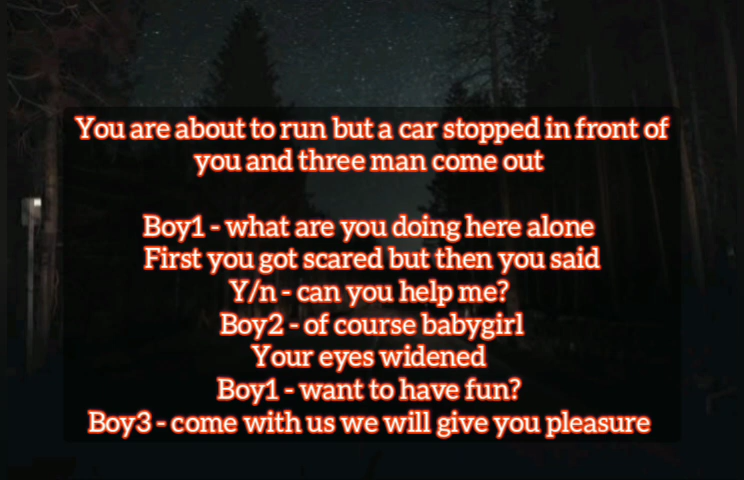 You are about to run but a car stopped in front of
you and three man come out
Boy1 - what are you doing here alone
First you got scared but then you said
Y/n - can you help me?
Boy2 - of course babygirl
Your eyes widened
Boy1 - want to have fun?
Boy3 - come with us we will give you pleasure